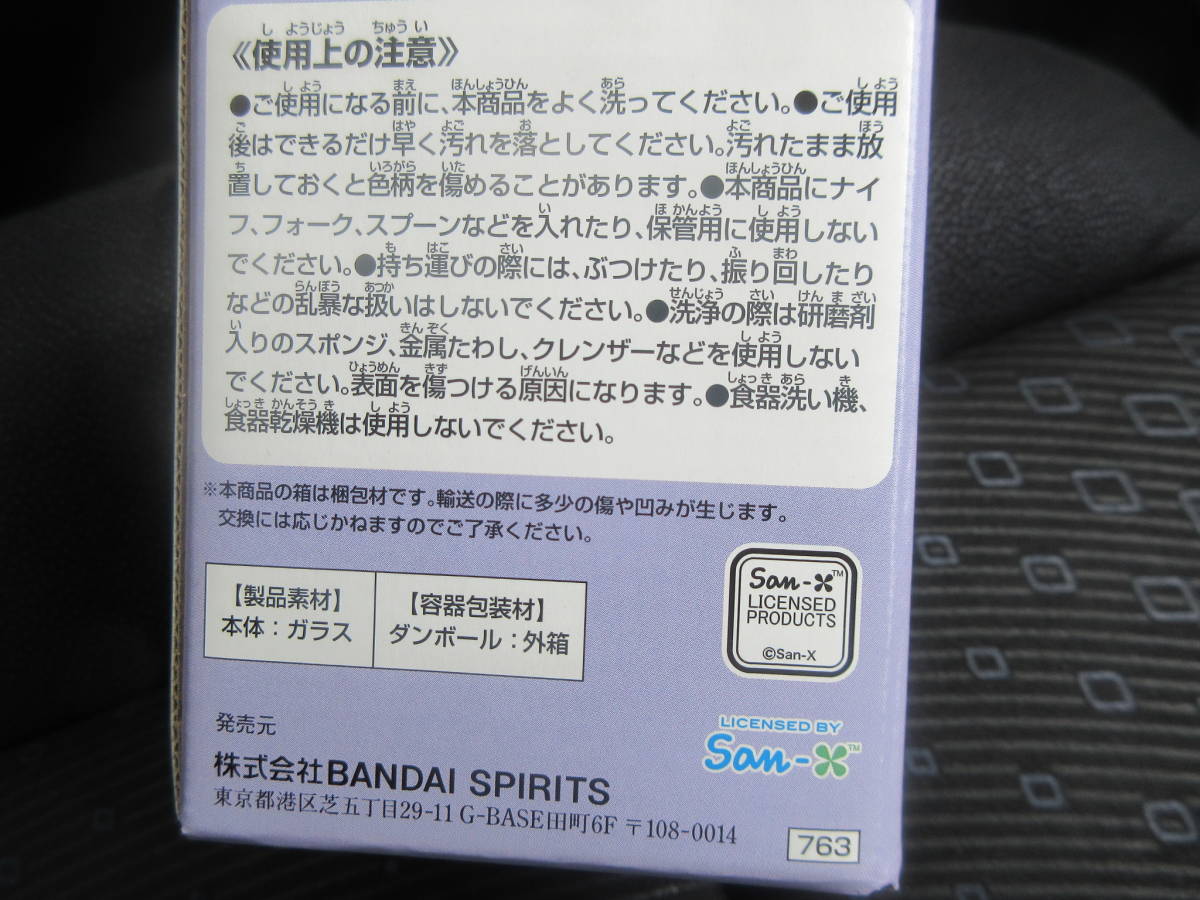 《使用上の注意》
●ご使用になる前に、本商品をよく洗ってください。●ご使用
後はできるだけ早く汚れを落としてください。汚れたまま放
置しておくと色柄を傷めることがあります。●本商品にナイ
フ、フォーク、スプーンなどを入れたり、保管用に使用しない
でください。●持ち運びの際には、ぶつけたり、振り回したり
などの乱暴な扱いはしないでください。●洗浄の際は研磨剤
入りのスポンジ、金属たわし、クレンザーなどを使用しない
でください。表面を傷つける原因になります。●食器洗い機、
食器乾燥機は使用しないでください。
※本商品の箱は梱包材です。輸送の際に多少の傷や凹みが生じます。
交換には応じかねますのでご了承ください。
【製品素材】
本体:ガラス
【容器包装材】
ダンボール:外箱
San-X™
LICENSED
PRODUCTS
©San-X
LICENSED BY
San-X™
発売元
株式会社BANDAI SPIRITS
東京都港区芝五丁目29-11 G-BASE田町6F 〒108-0014
763